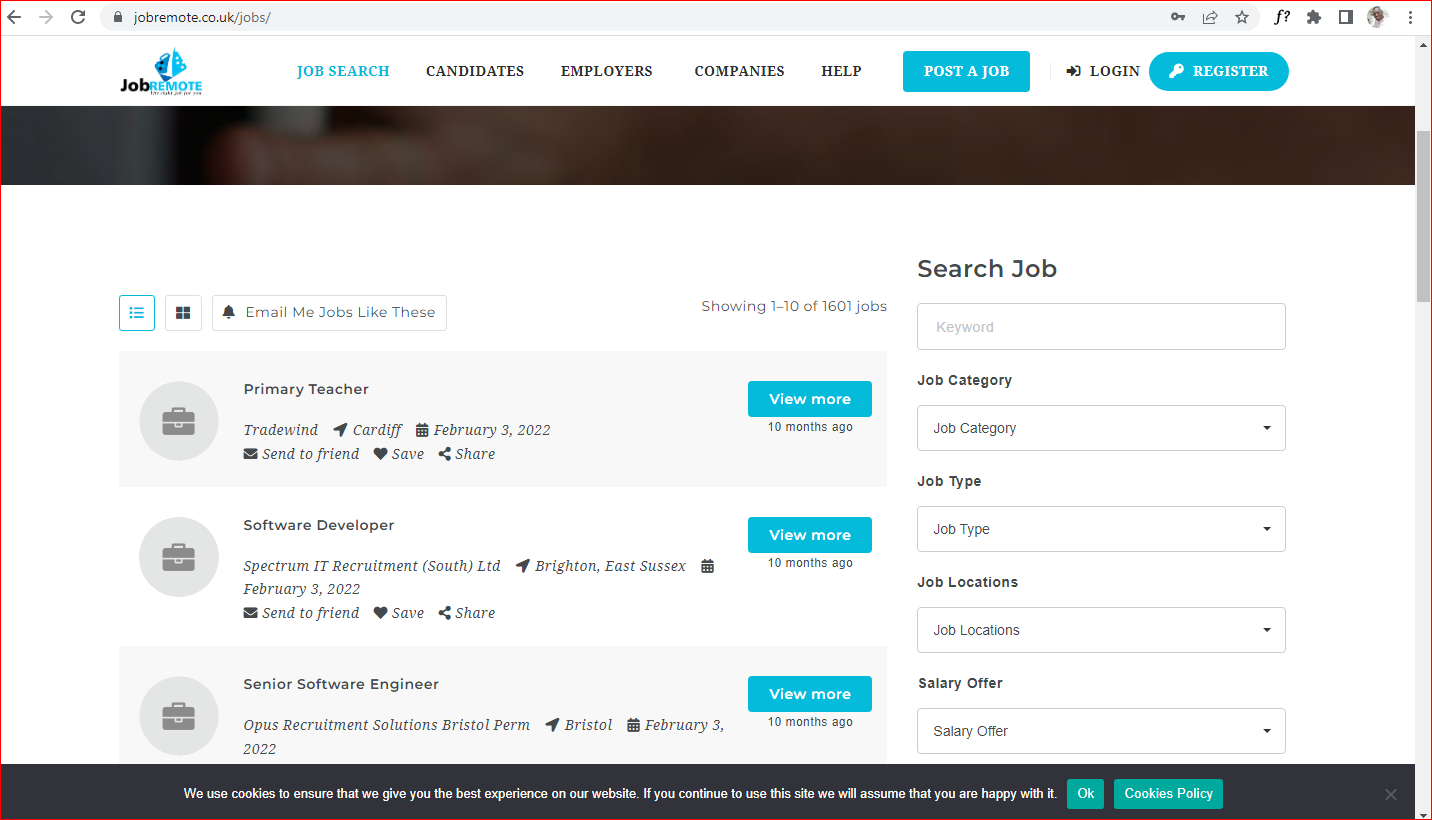 jobremote.co.uk/jobs/
f?
JobREMOTE
JOB SEARCH
CANDIDATES
EMPLOYERS
COMPANIES
HELP
POST A JOB
LOGIN
REGISTER
Email Me Jobs Like These
Showing 1–10 of 1601 jobs
Primary Teacher
Tradewind Cardiff February 3, 2022
Send to friend Save Share
View more
10 months ago
Software Developer
Spectrum IT Recruitment (South) Ltd Brighton, East Sussex
February 3, 2022
Send to friend Save Share
View more
10 months ago
Senior Software Engineer
Opus Recruitment Solutions Bristol Perm Bristol February 3,
2022
View more
10 months ago
Search Job
Keyword
Job Category
Job Category
Job Type
Job Type
Job Locations
Job Locations
Salary Offer
Salary Offer
We use cookies to ensure that we give you the best experience on our website. If you continue to use this site we will assume that you are happy with it.
Ok
Cookies Policy